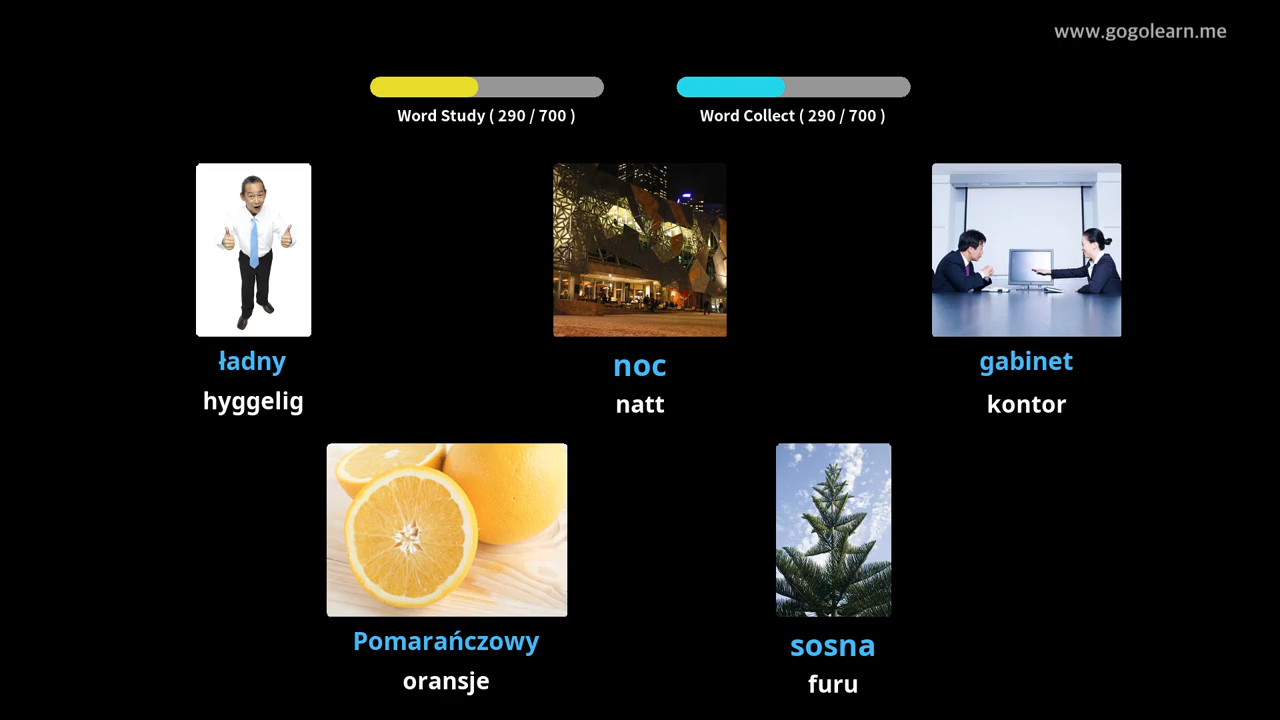 www.gogolearn.me
Word Study ( 290 / 700 )
Word Collect ( 290 / 700 )
ładny
hyggelig
noc
natt
gabinet
kontor
Pomarańczowy
oransje
sosna
furu